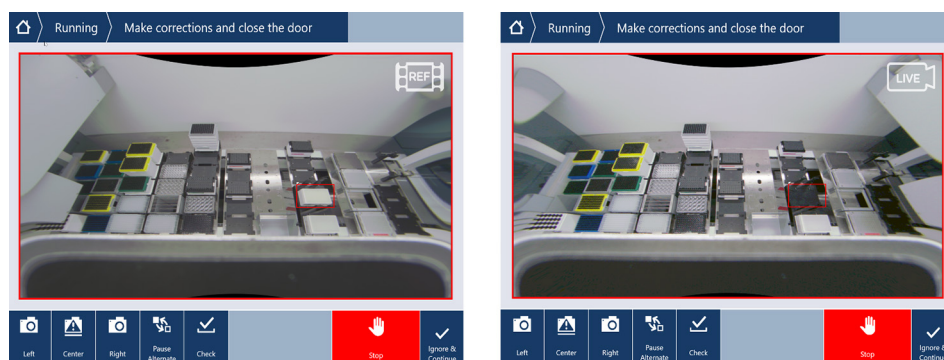 Running
Make corrections and close the door
REF
Left
Center
Right
Pause
Alternate
Check
Stop
Ignore &
Continue
Running
Make corrections and close the door
LIVE
Left
Center
Right
Pause
Alternate
Check
Stop
Ignore &